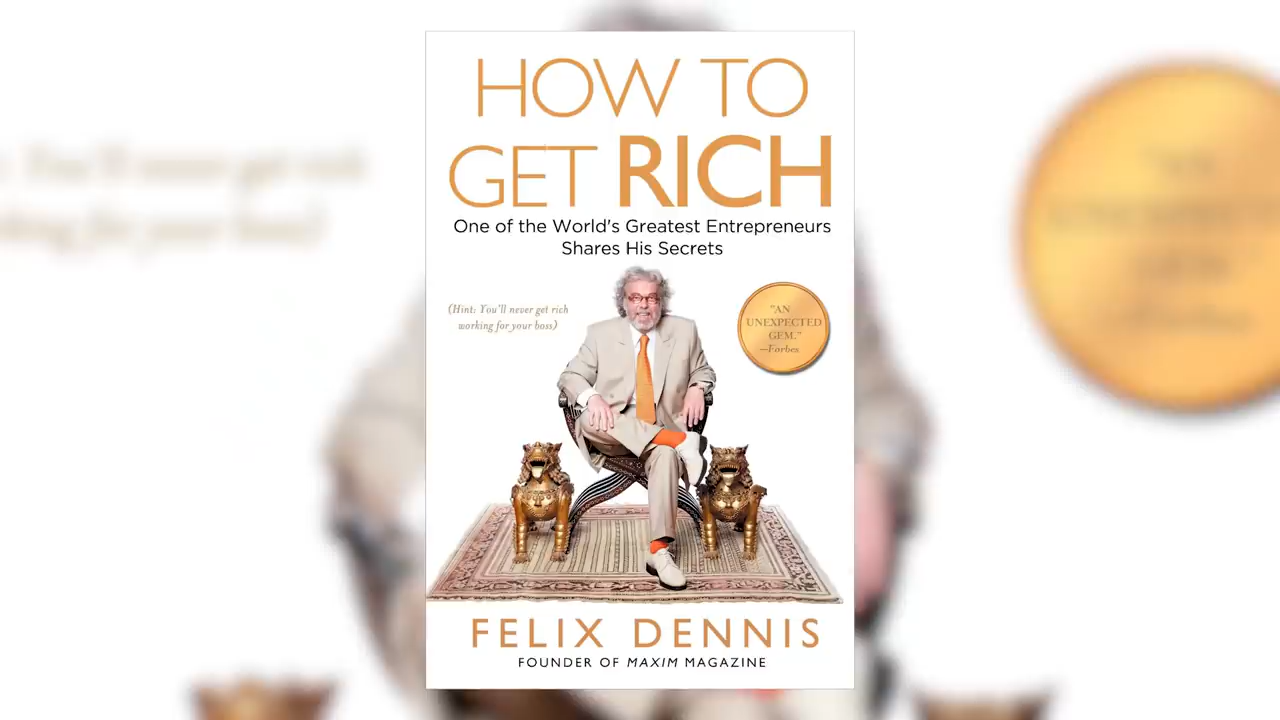 HOW TO
GET RICH
One of the World's Greatest Entrepreneurs
Shares His Secrets
(Hint: You'll never get rich
working for your boss)
"AN
UNEXPECTED
GEM."
—Forbes
FELIX DENNIS
FOUNDER OF MAXIM MAGAZINE